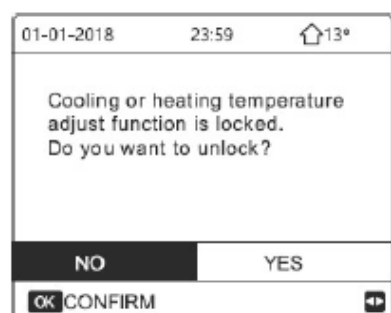 01-01-2018 23:59 13°
Cooling or heating temperature
adjust function is locked.
Do you want to unlock?
NO YES
OK CONFIRM